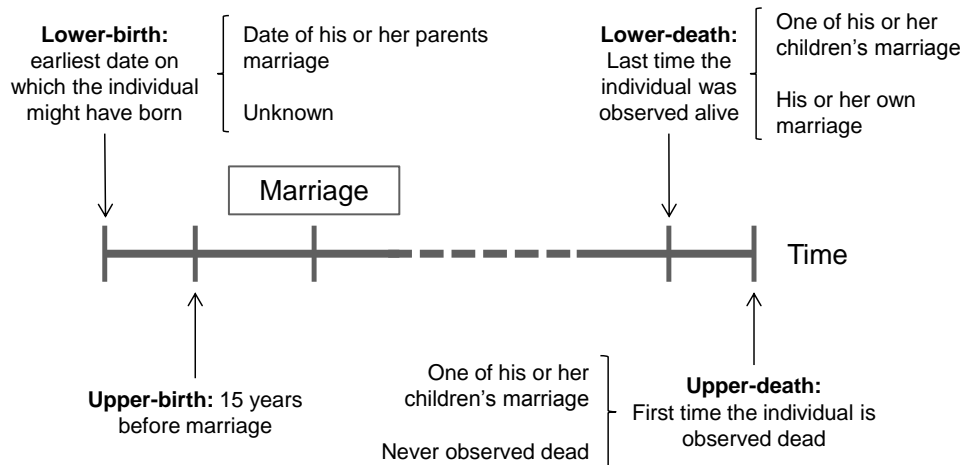 Lower-birth:
earliest date on
which the individual
might have born
Date of his or her parents
marriage
Unknown
Lower-death:
Last time the
individual was
observed alive
One of his or her
children’s marriage
His or her own
marriage
Marriage
Time
Upper-birth: 15 years
before marriage
One of his or her
children’s marriage
Never observed dead
Upper-death:
First time the individual is
observed dead